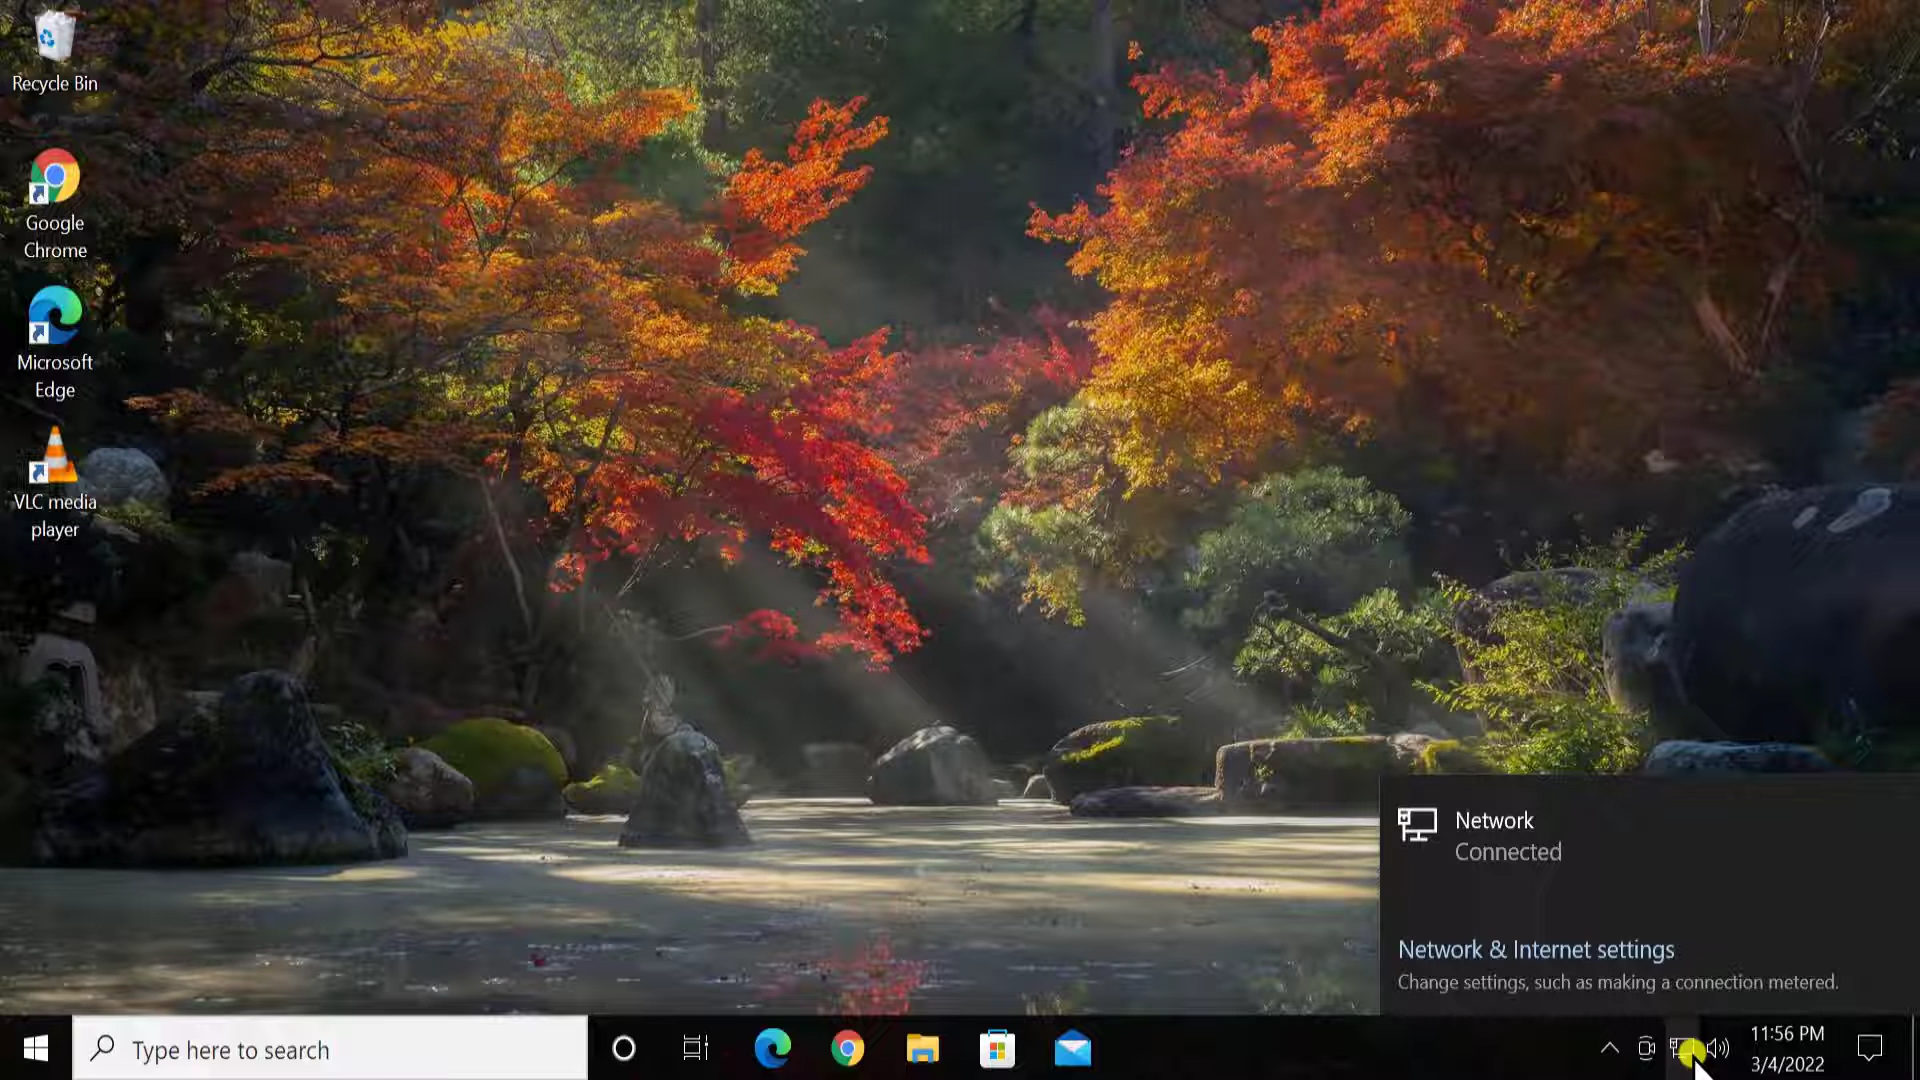 Recycle Bin
Google
Chrome
Microsoft
Edge
VLC media
player
Network
Connected
Network & Internet settings
Change settings, such as making a connection metered.
Type here to search
11:56 PM
3/4/2022